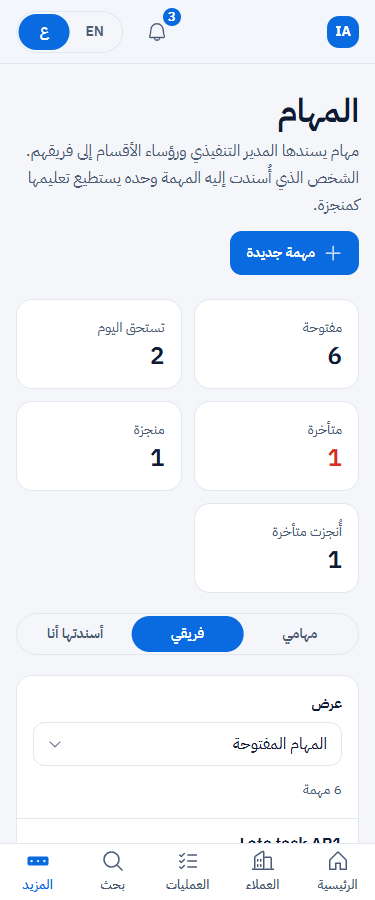 IA
3
EN
ع
المهام
مهام يسندها المدير التنفيذي ورؤساء الأقسام إلى فريقهم.
الشخص الذي أُسندت إليه المهمة وحده يستطيع تعليمها
كمنجزة.
مهمة جديدة
مفتوحة
6
تستحق اليوم
2
متأخرة
1
منجزة
1
أُنجزت متأخرة
1
مهامي
فريقي
أسندتها أنا
عرض
المهام المفتوحة
6 مهمة
الرئيسية
العملاء
العمليات
بحث
المزيد